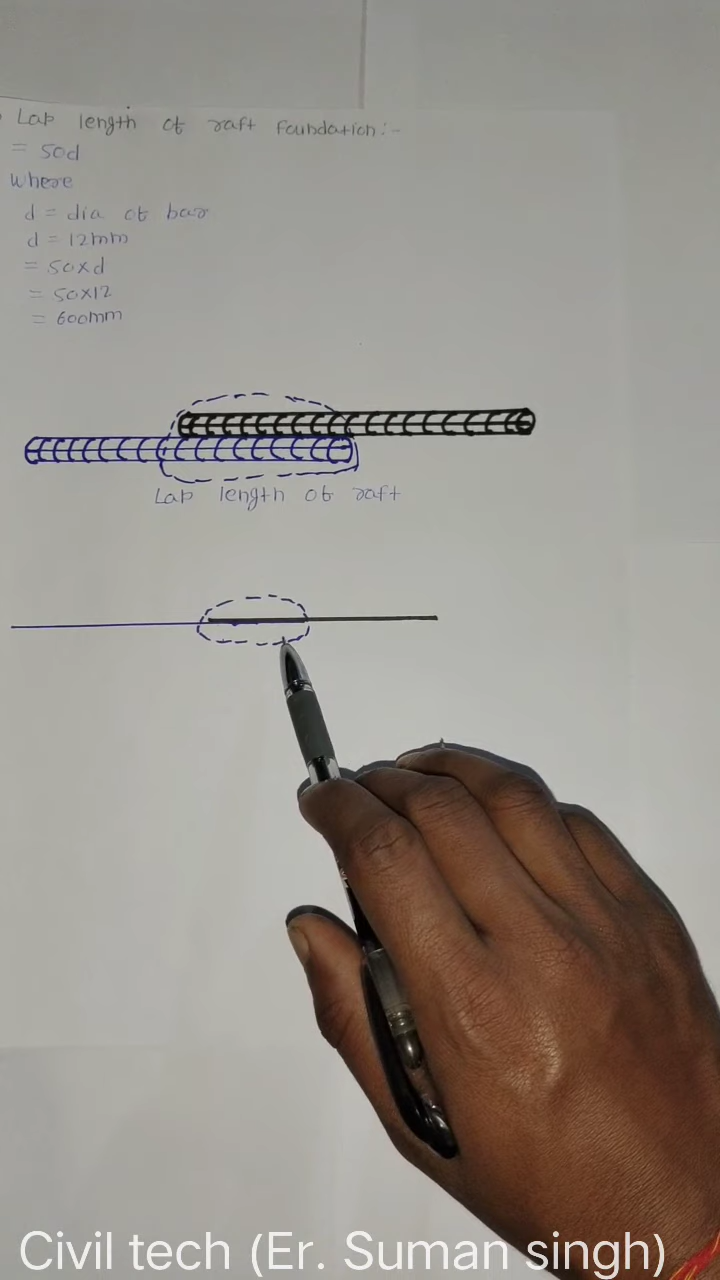 Lap length of raft foundation:-
= 50d
where
d = dia of bar
d = 12mm
= 50xd
= 50x12
= 600mm
Lap length of raft
Civil tech (Er. Suman singh)